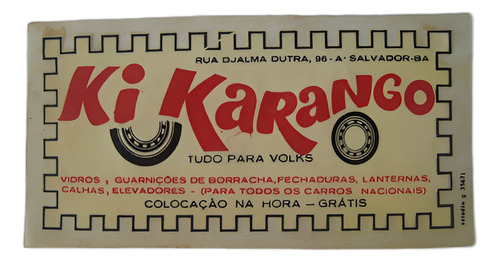 RUA DJALMA DUTRA, 96-A- SALVADOR-BA
Ki KARANGO
TUDO PARA VOLKS
VIDROS, GUARNIÇÕES DE BORRACHA, FECHADURAS, LANTERNAS,
CALHAS, ELEVADORES - (PARA TODOS OS CARROS NACIONAIS)
COLOCAÇÃO NA HORA - GRÁTIS